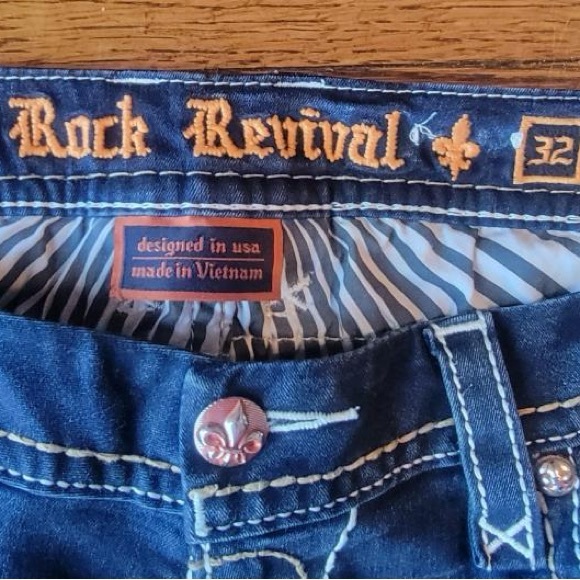 Rock Revival 32
designed in usa
made in Vietnam